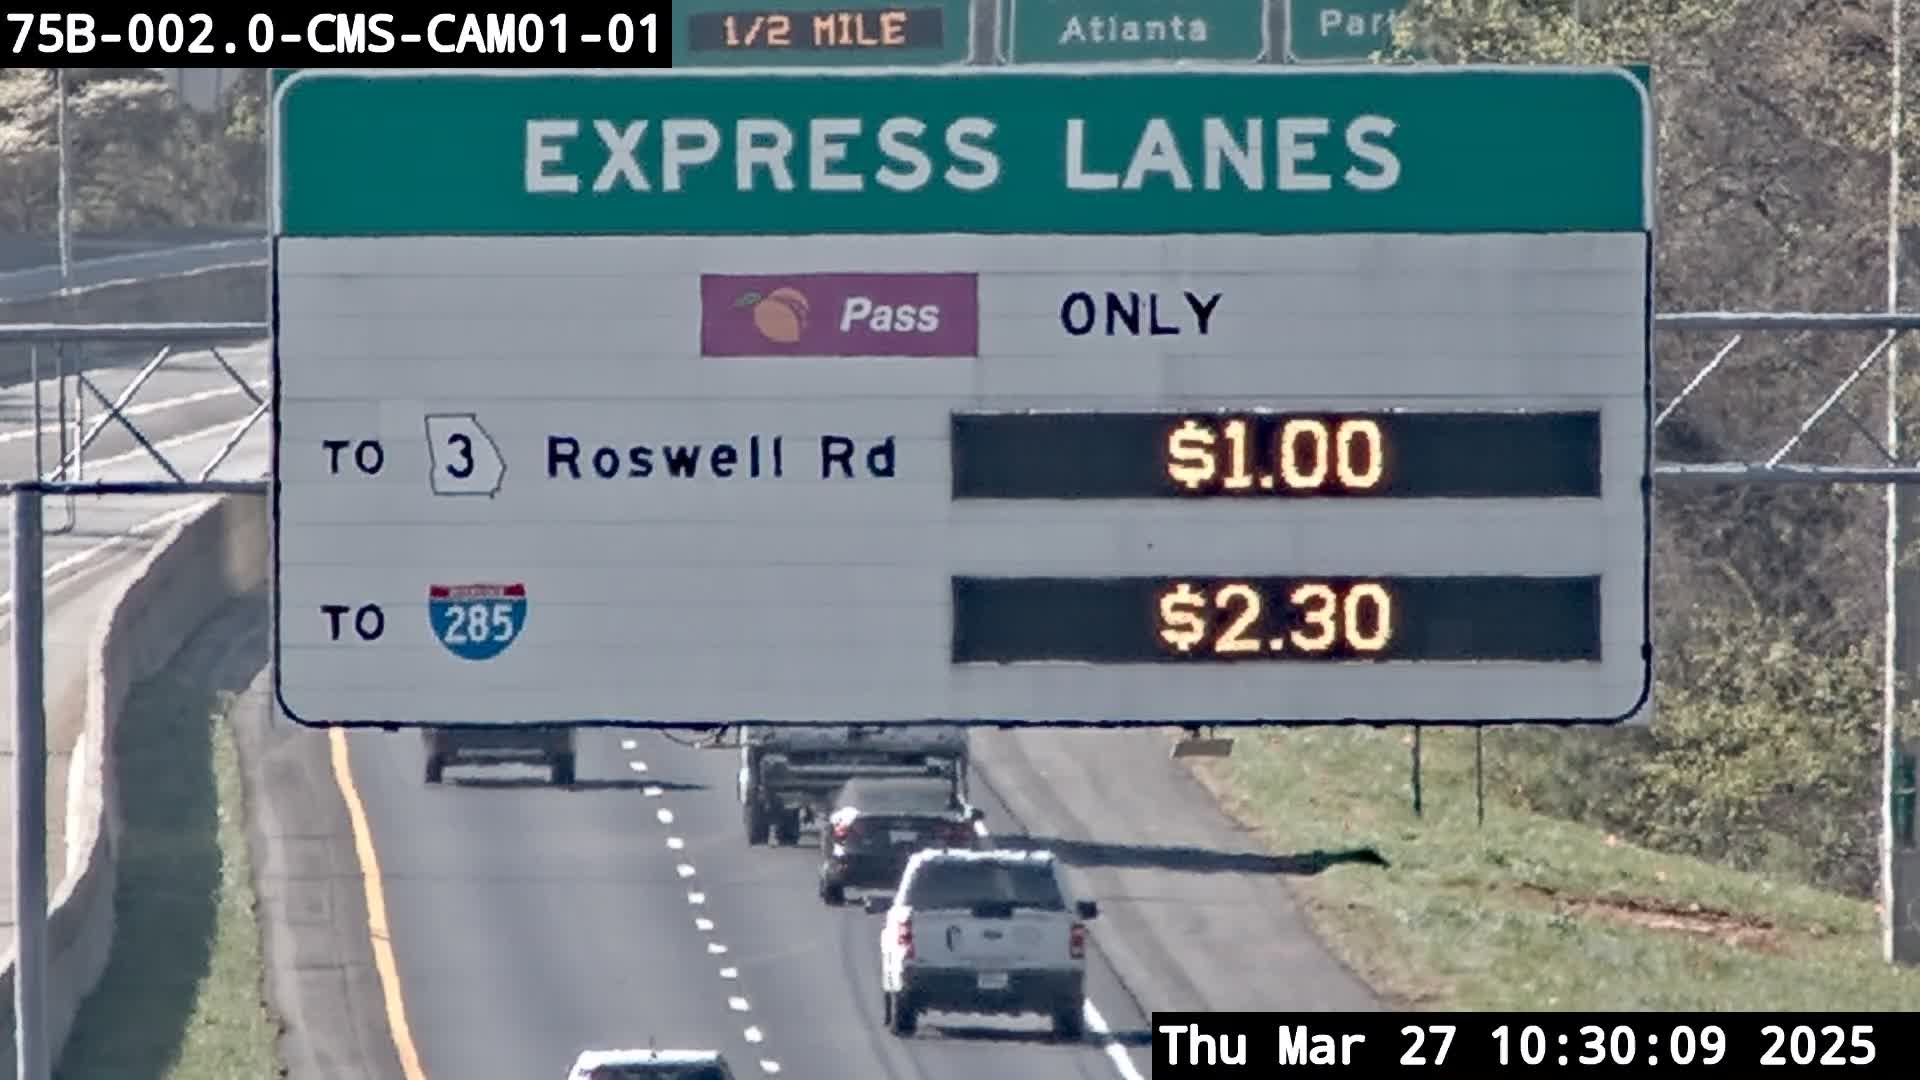 75B-002.0-CMS-CAM01-01
1/2 MILE
Atlanta
EXPRESS LANES
Pass ONLY
TO 3 Roswell Rd $1.00
TO 285 $2.30
Thu Mar 27 10:30:09 2025